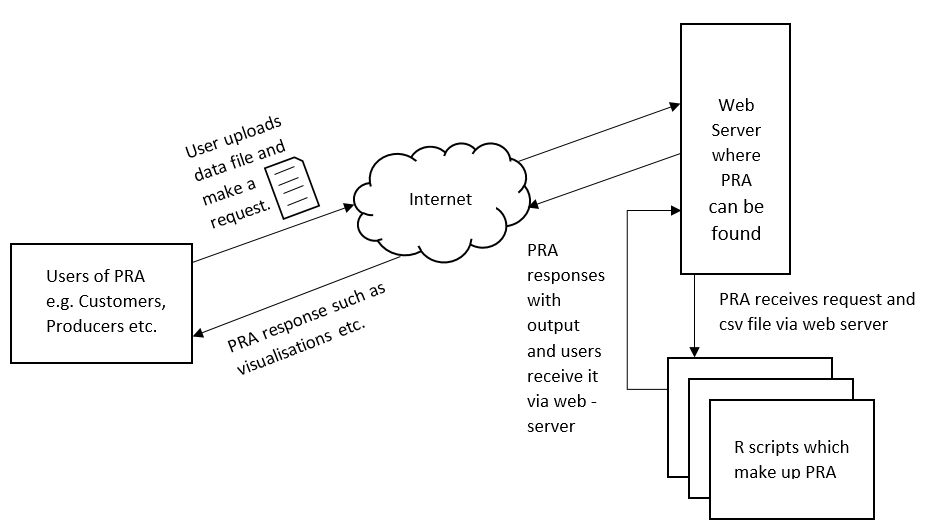 User uploads
data file and
make a
request.
Internet
Web
Server
where
PRA
can be
found
Users of PRA
e.g. Customers,
Producers etc.
PRA response such as
visualisations etc.
PRA
responses
with
output
and users
receive it
via web -
server
PRA receives request and
csv file via web server
R scripts which
make up PRA